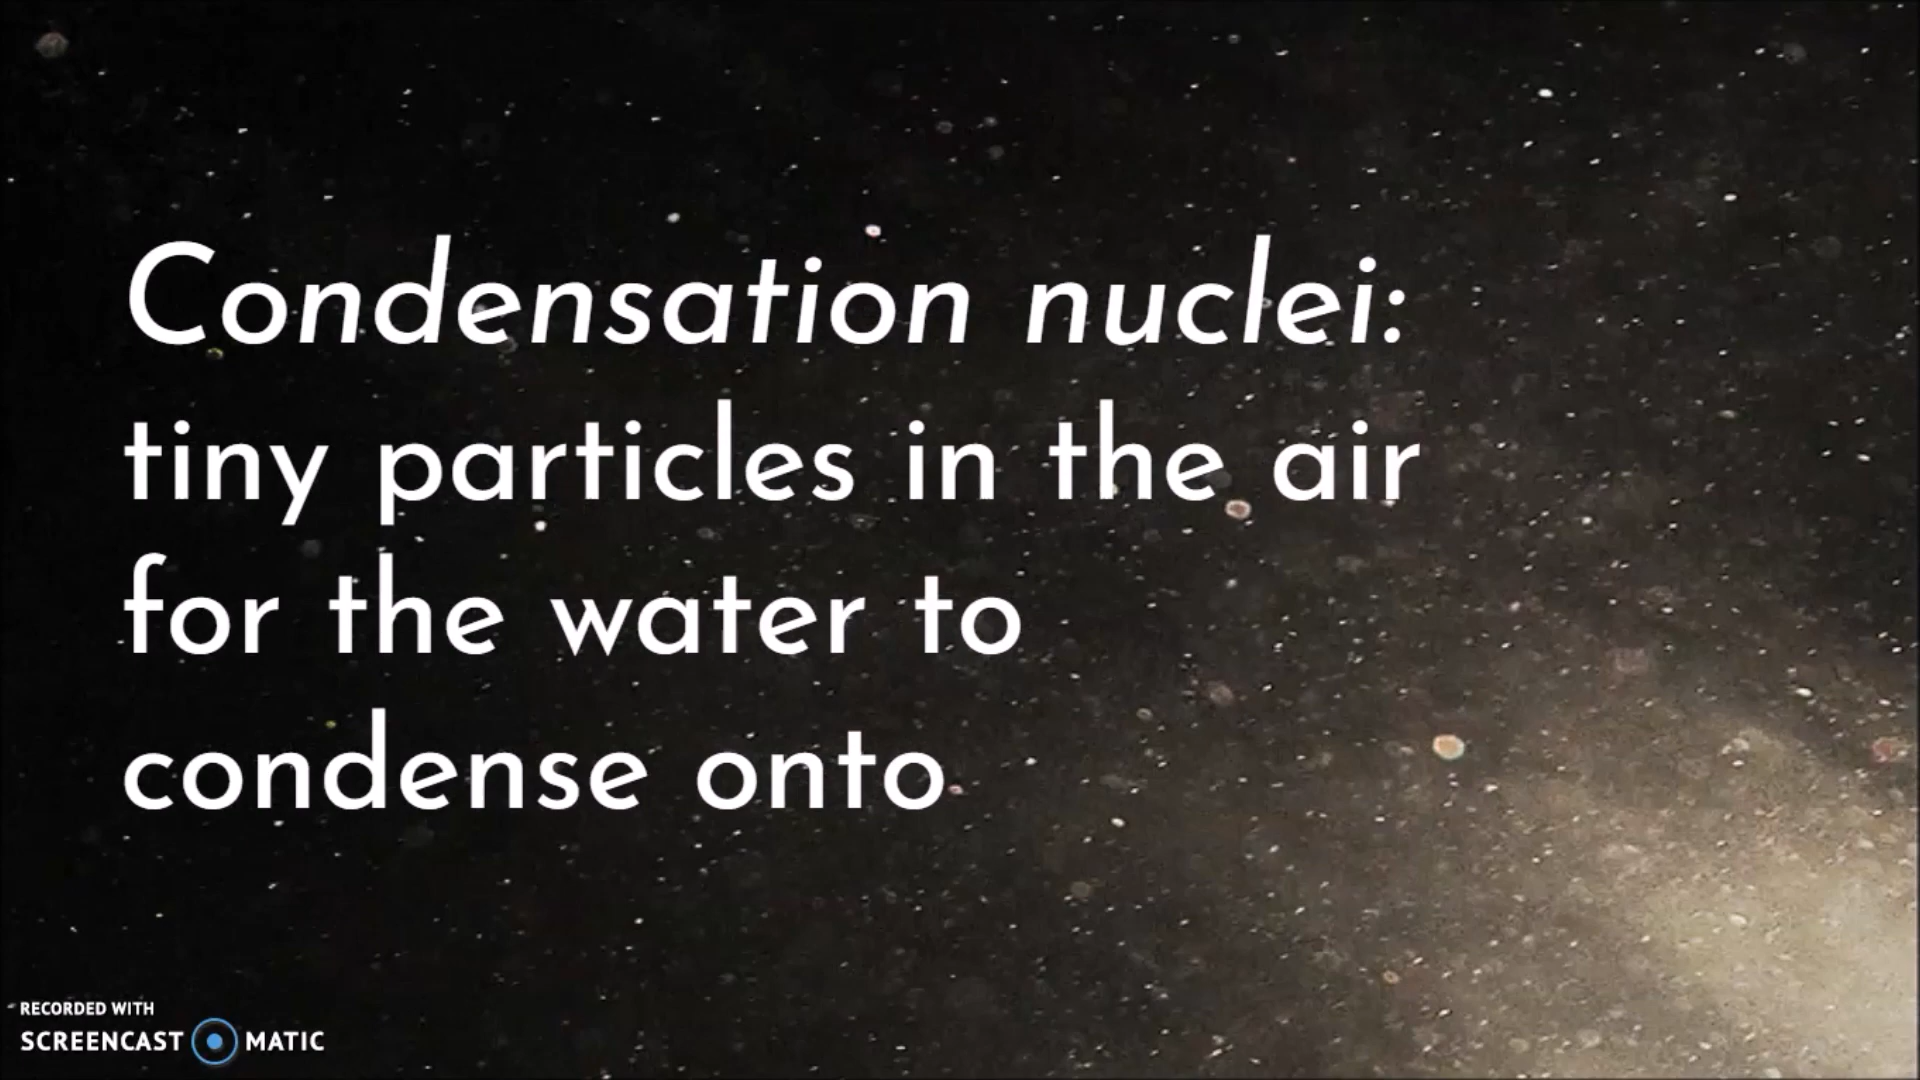 Condensation nuclei:
tiny particles in the air
for the water to
condense onto
RECORDED WITH
SCREENCAST MATIC